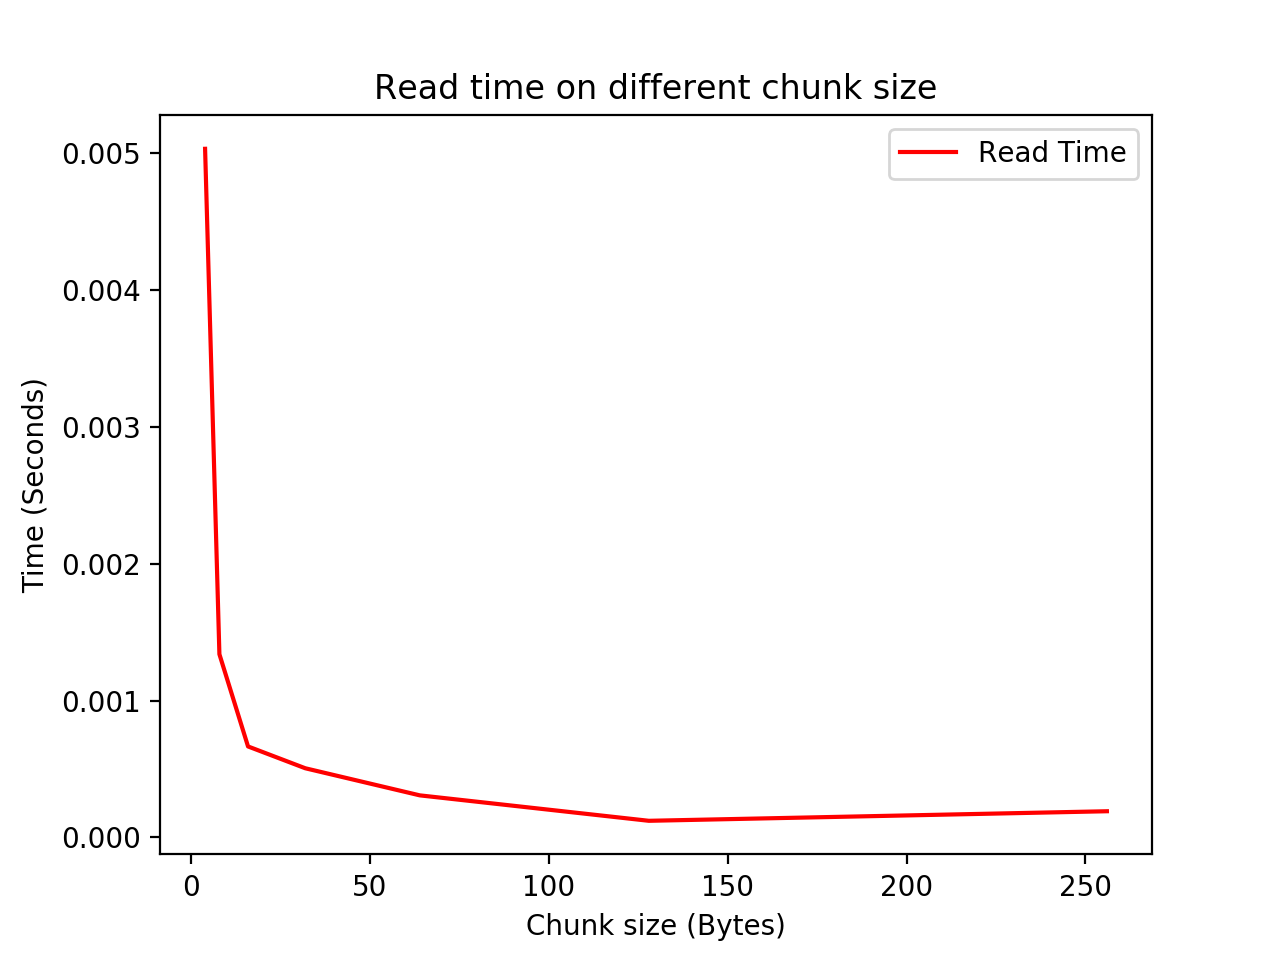 Read time on different chunk size
Read Time
0.005
0.004
0.003
0.002
0.001
0.000
Time (Seconds)
0 50 100 150 200 250
Chunk size (Bytes)